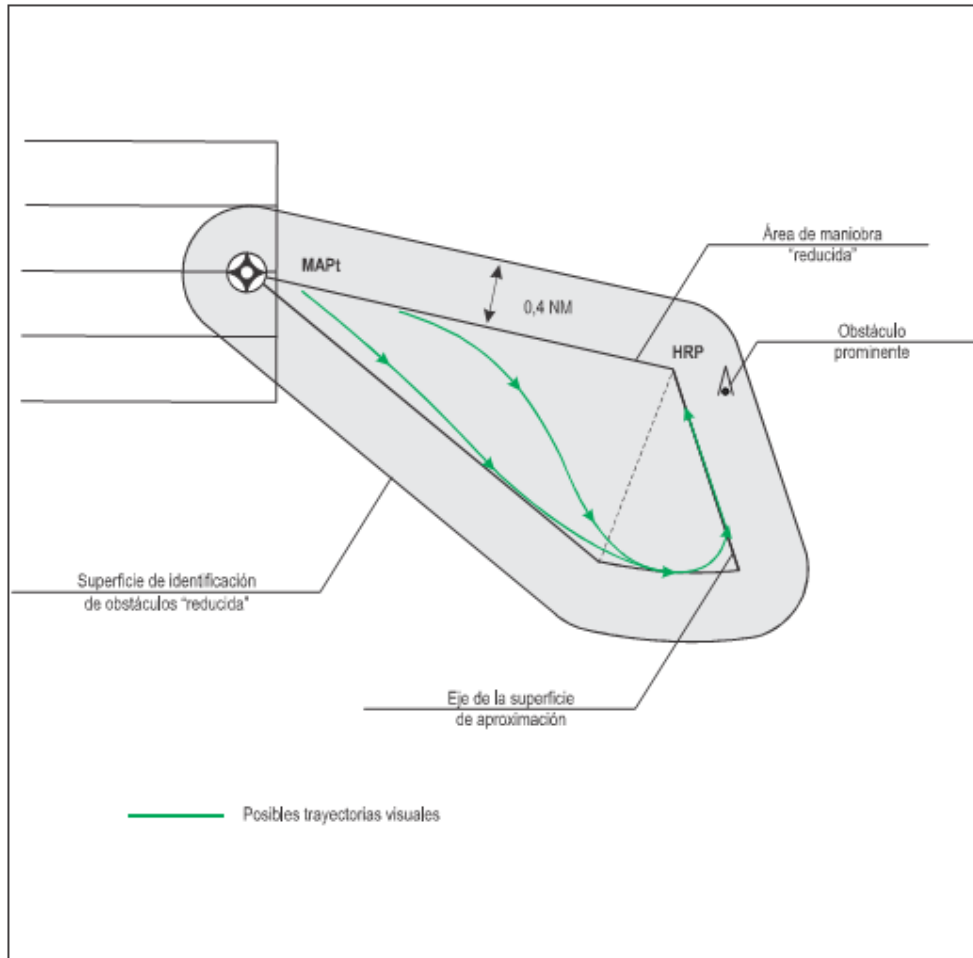 Área de maniobra
"reducida"
MAPt
0,4 NM
Obstáculo
prominente
HRP
Superficie de identificación
de obstáculos "reducida"
Eje de la superficie
de aproximación
Posibles trayectorias visuales